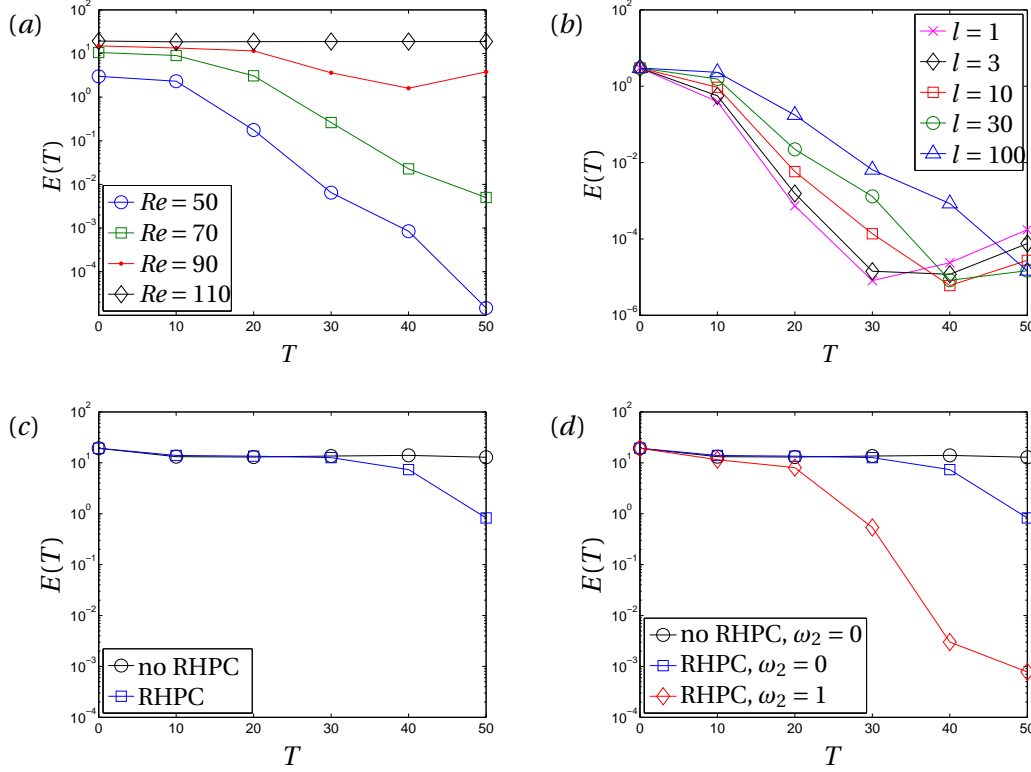 (a)
10^2
10^1
10^0
10^-1
10^-2
10^-3
10^-4
E(T)
0 10 20 30 40 50
T
Re = 50
Re = 70
Re = 90
Re = 110
(b)
10^2
10^0
10^-2
10^-4
10^-6
E(T)
0 10 20 30 40 50
T
l = 1
l = 3
l = 10
l = 30
l = 100
(c)
10^2
10^1
10^0
10^-1
10^-2
10^-3
10^-4
E(T)
0 10 20 30 40 50
T
no RHPC
RHPC
(d)
10^2
10^1
10^0
10^-1
10^-2
10^-3
10^-4
E(T)
0 10 20 30 40 50
T
no RHPC, ω₂ = 0
RHPC, ω₂ = 0
RHPC, ω₂ = 1